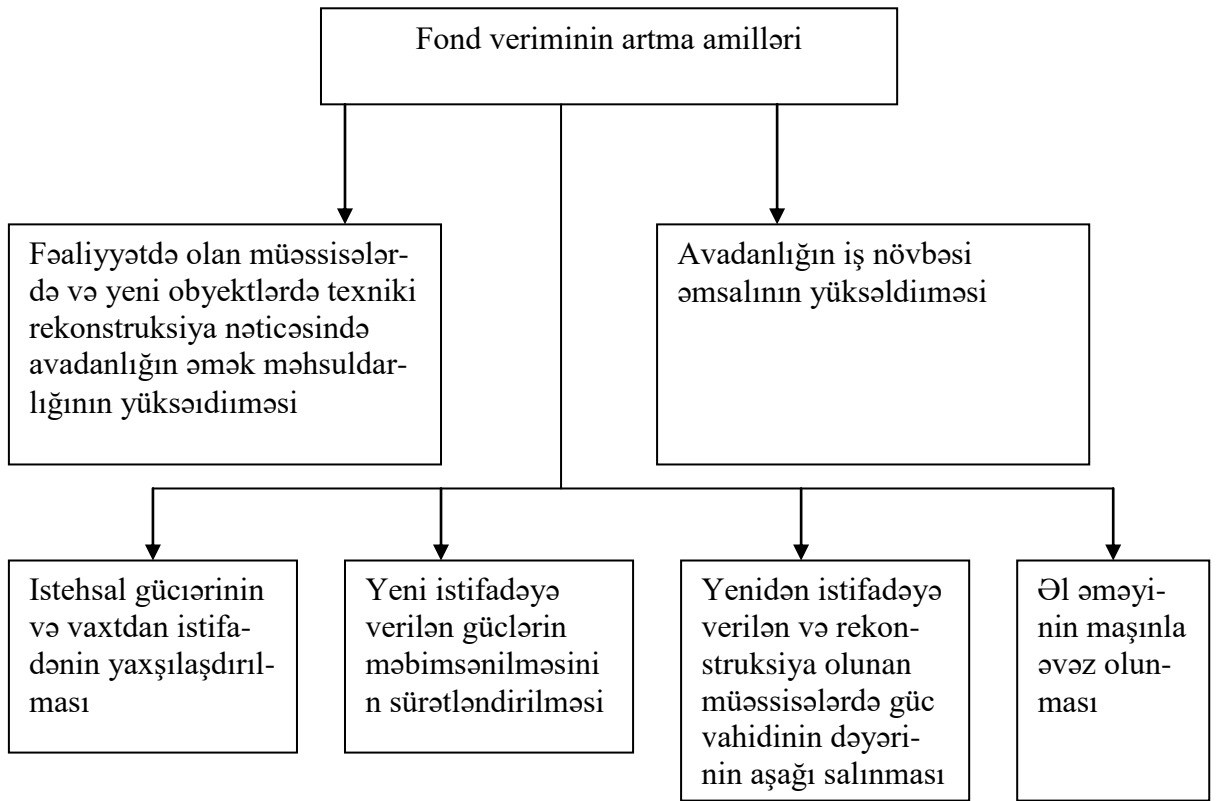 Fond veriminin artma amilləri
Fəaliyyətdə olan müəssisələr-
də və yeni obyektlərdə texniki
rekonstruksiya nəticəsində
avadanlığın əmək məhsuldar-
lığının yüksəıdiıməsi
Avadanlığın iş növbəsi
əmsalının yüksəldiıməsi
Istehsal gücıərinin
və vaxtdan istifa-
dənin yaxşılaşdırıl-
ması
Yeni istifadəyə
verilən güclərin
məbimsənilməsini
n sürətləndirilməsi
Yenidən istifadəyə
verilən və rekon-
struksiya olunan
müəssisələrdə güc
vahidinin dəyəri-
nin aşağı salınması
Əl əməyi-
nin maşınla
əvəz olun-
ması